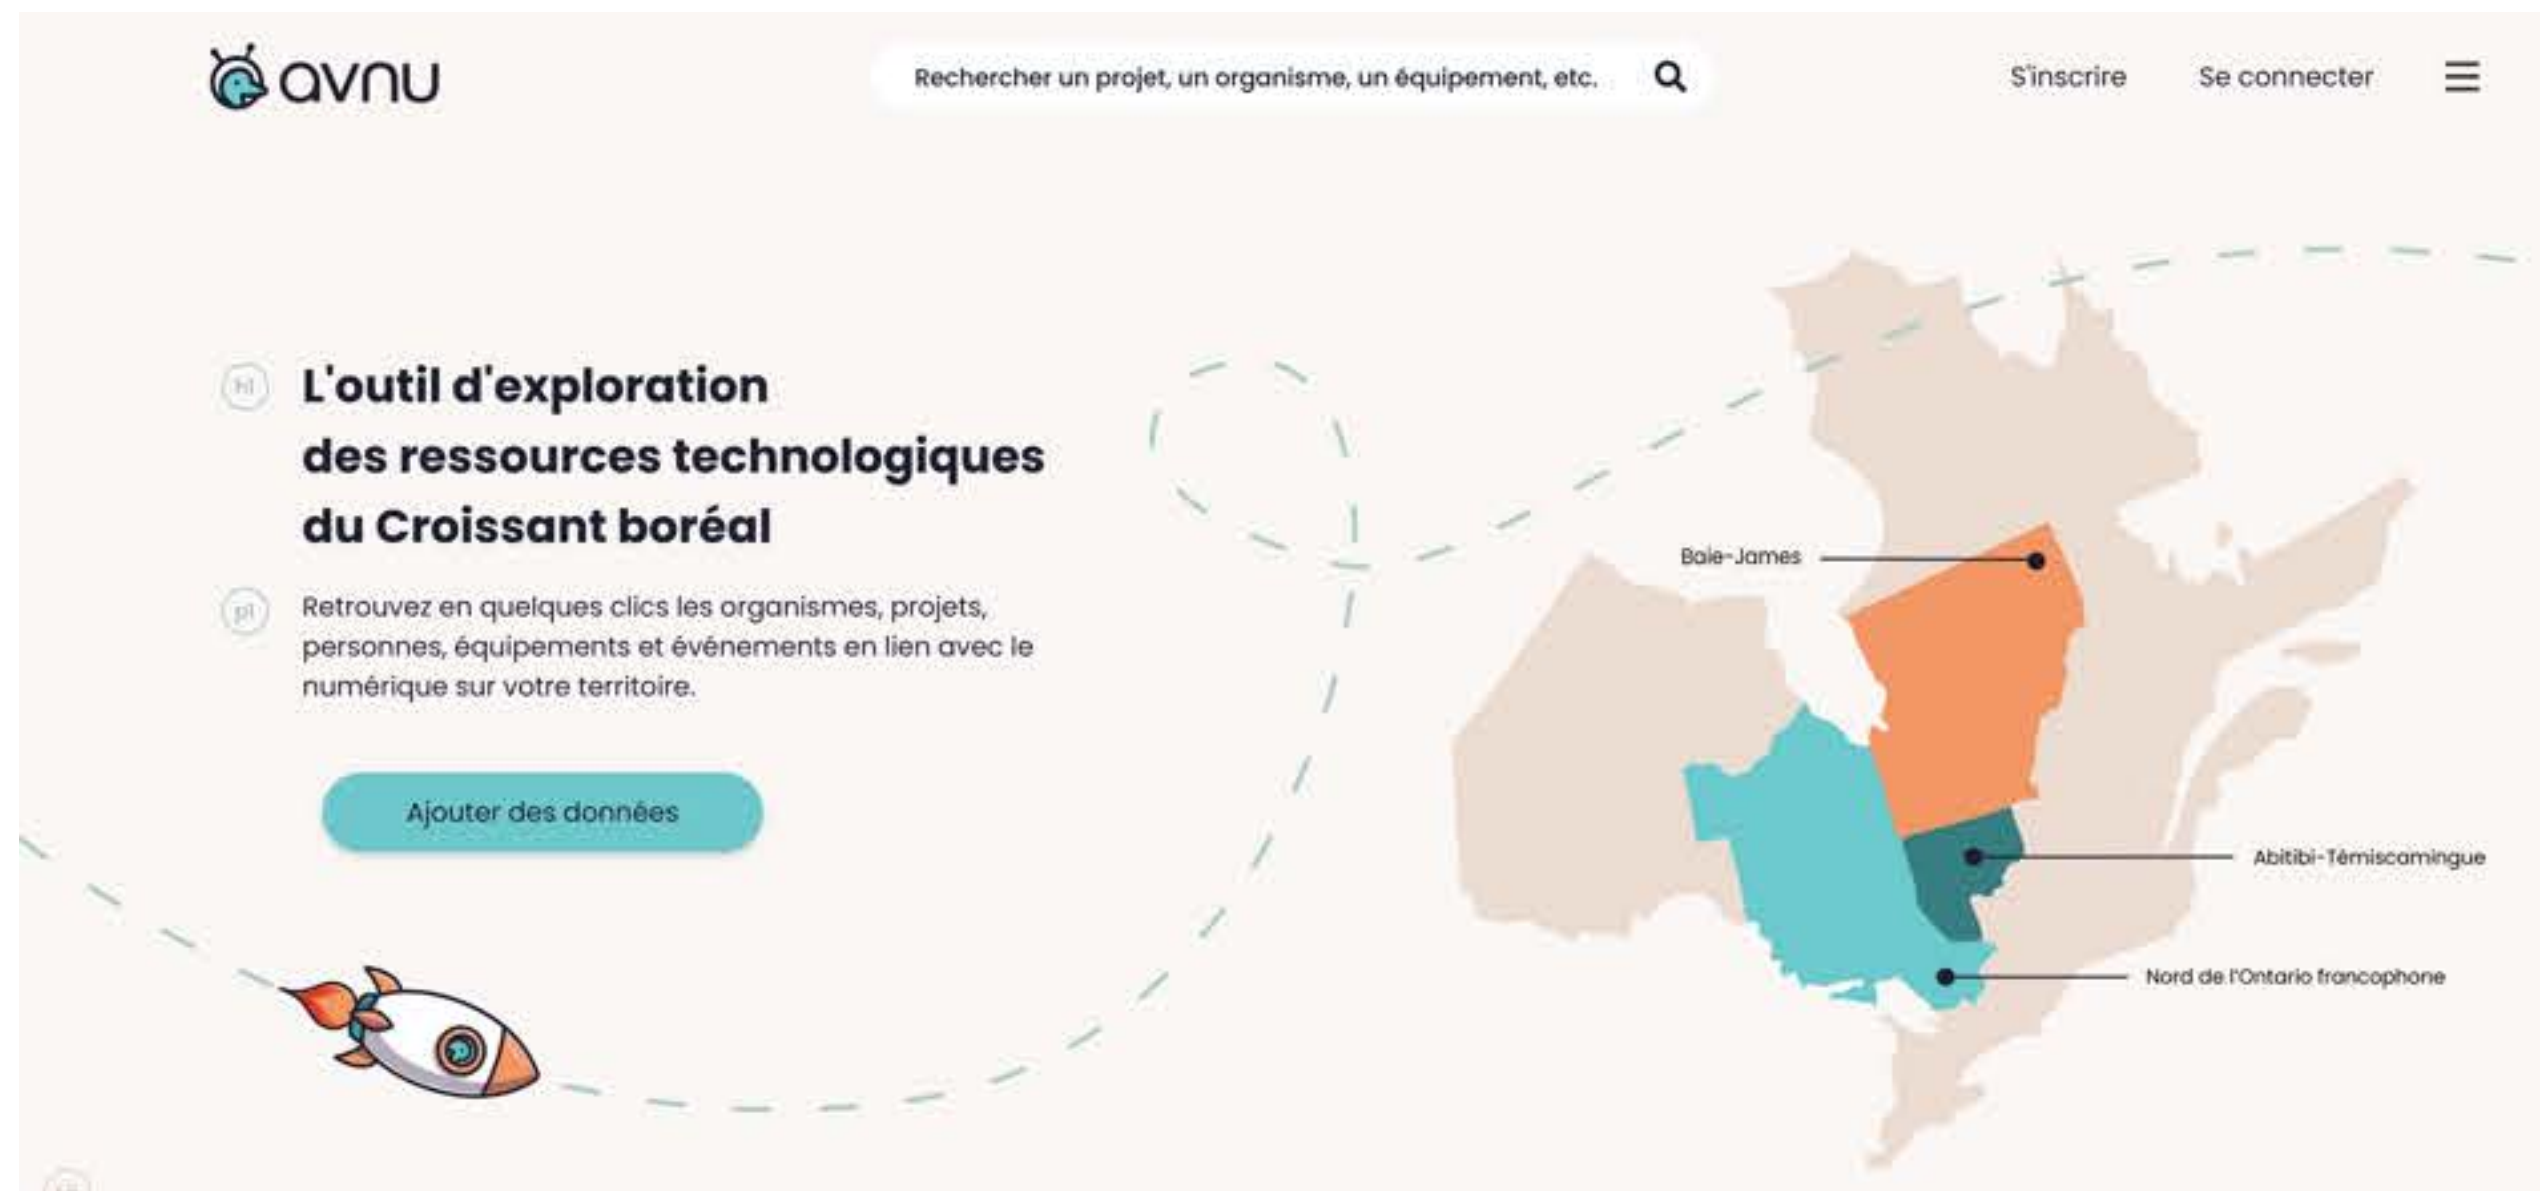 avnu
Rechercher un projet, un organisme, un équipement, etc.
S'inscrire
Se connecter
h1
L'outil d'exploration
des ressources technologiques
du Croissant boréal
p1
Retrouvez en quelques clics les organismes, projets,
personnes, équipements et événements en lien avec le
numérique sur votre territoire.
Ajouter des données
Baie-James
Abitibi-Témiscamingue
Nord de l'Ontario francophone